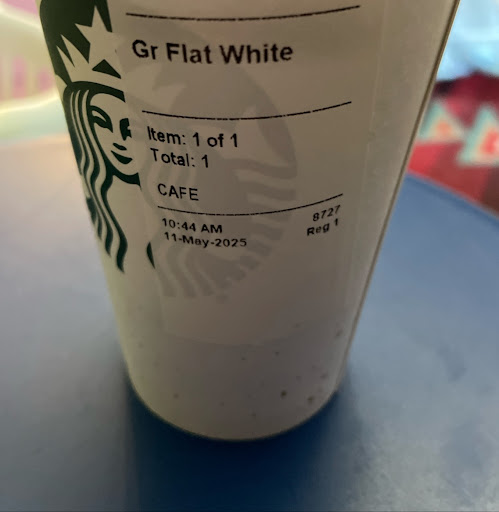 Gr Flat White
Item: 1 of 1
Total: 1
CAFE
10:44 AM 8727
11-May-2025 Reg 1